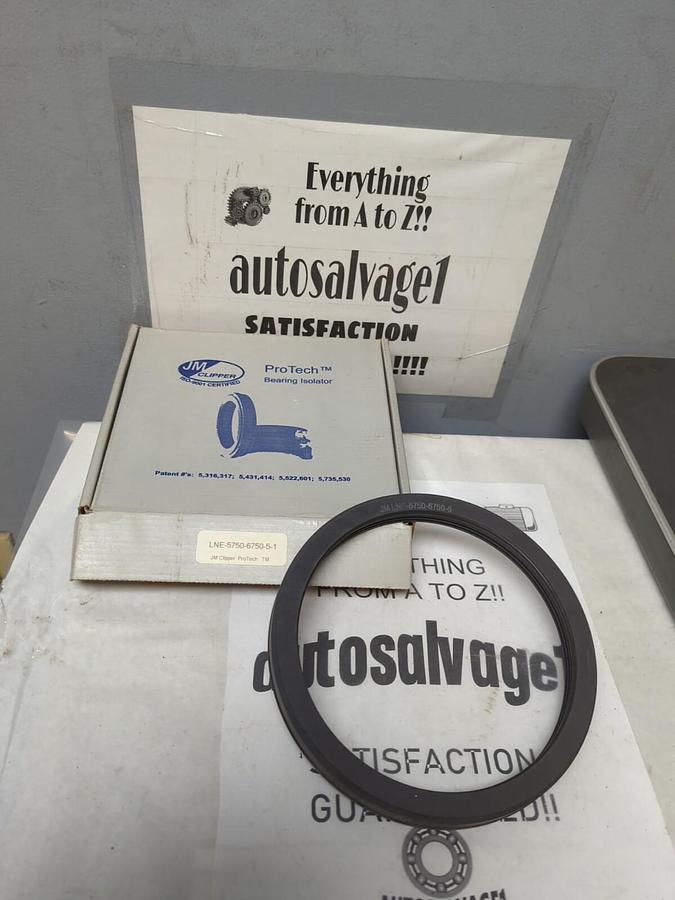 Everything
from A to Z!!
autosalvage1
SATISFACTION
!!!!
JM
CLIPPER
ISO-9001 CERTIFIED
ProTech™
Bearing Isolator
Patent #'s: 5,316,317; 5,431,414; 5,522,601; 5,735,530
LNE-5750-6750-5-1
JM Clipper ProTech TM
JM LNE-5750-6750-5
THING
FROM A TO Z!!
autosalvage1
SATISFACTION
GUA ED!!
AUTOSALVAGE1